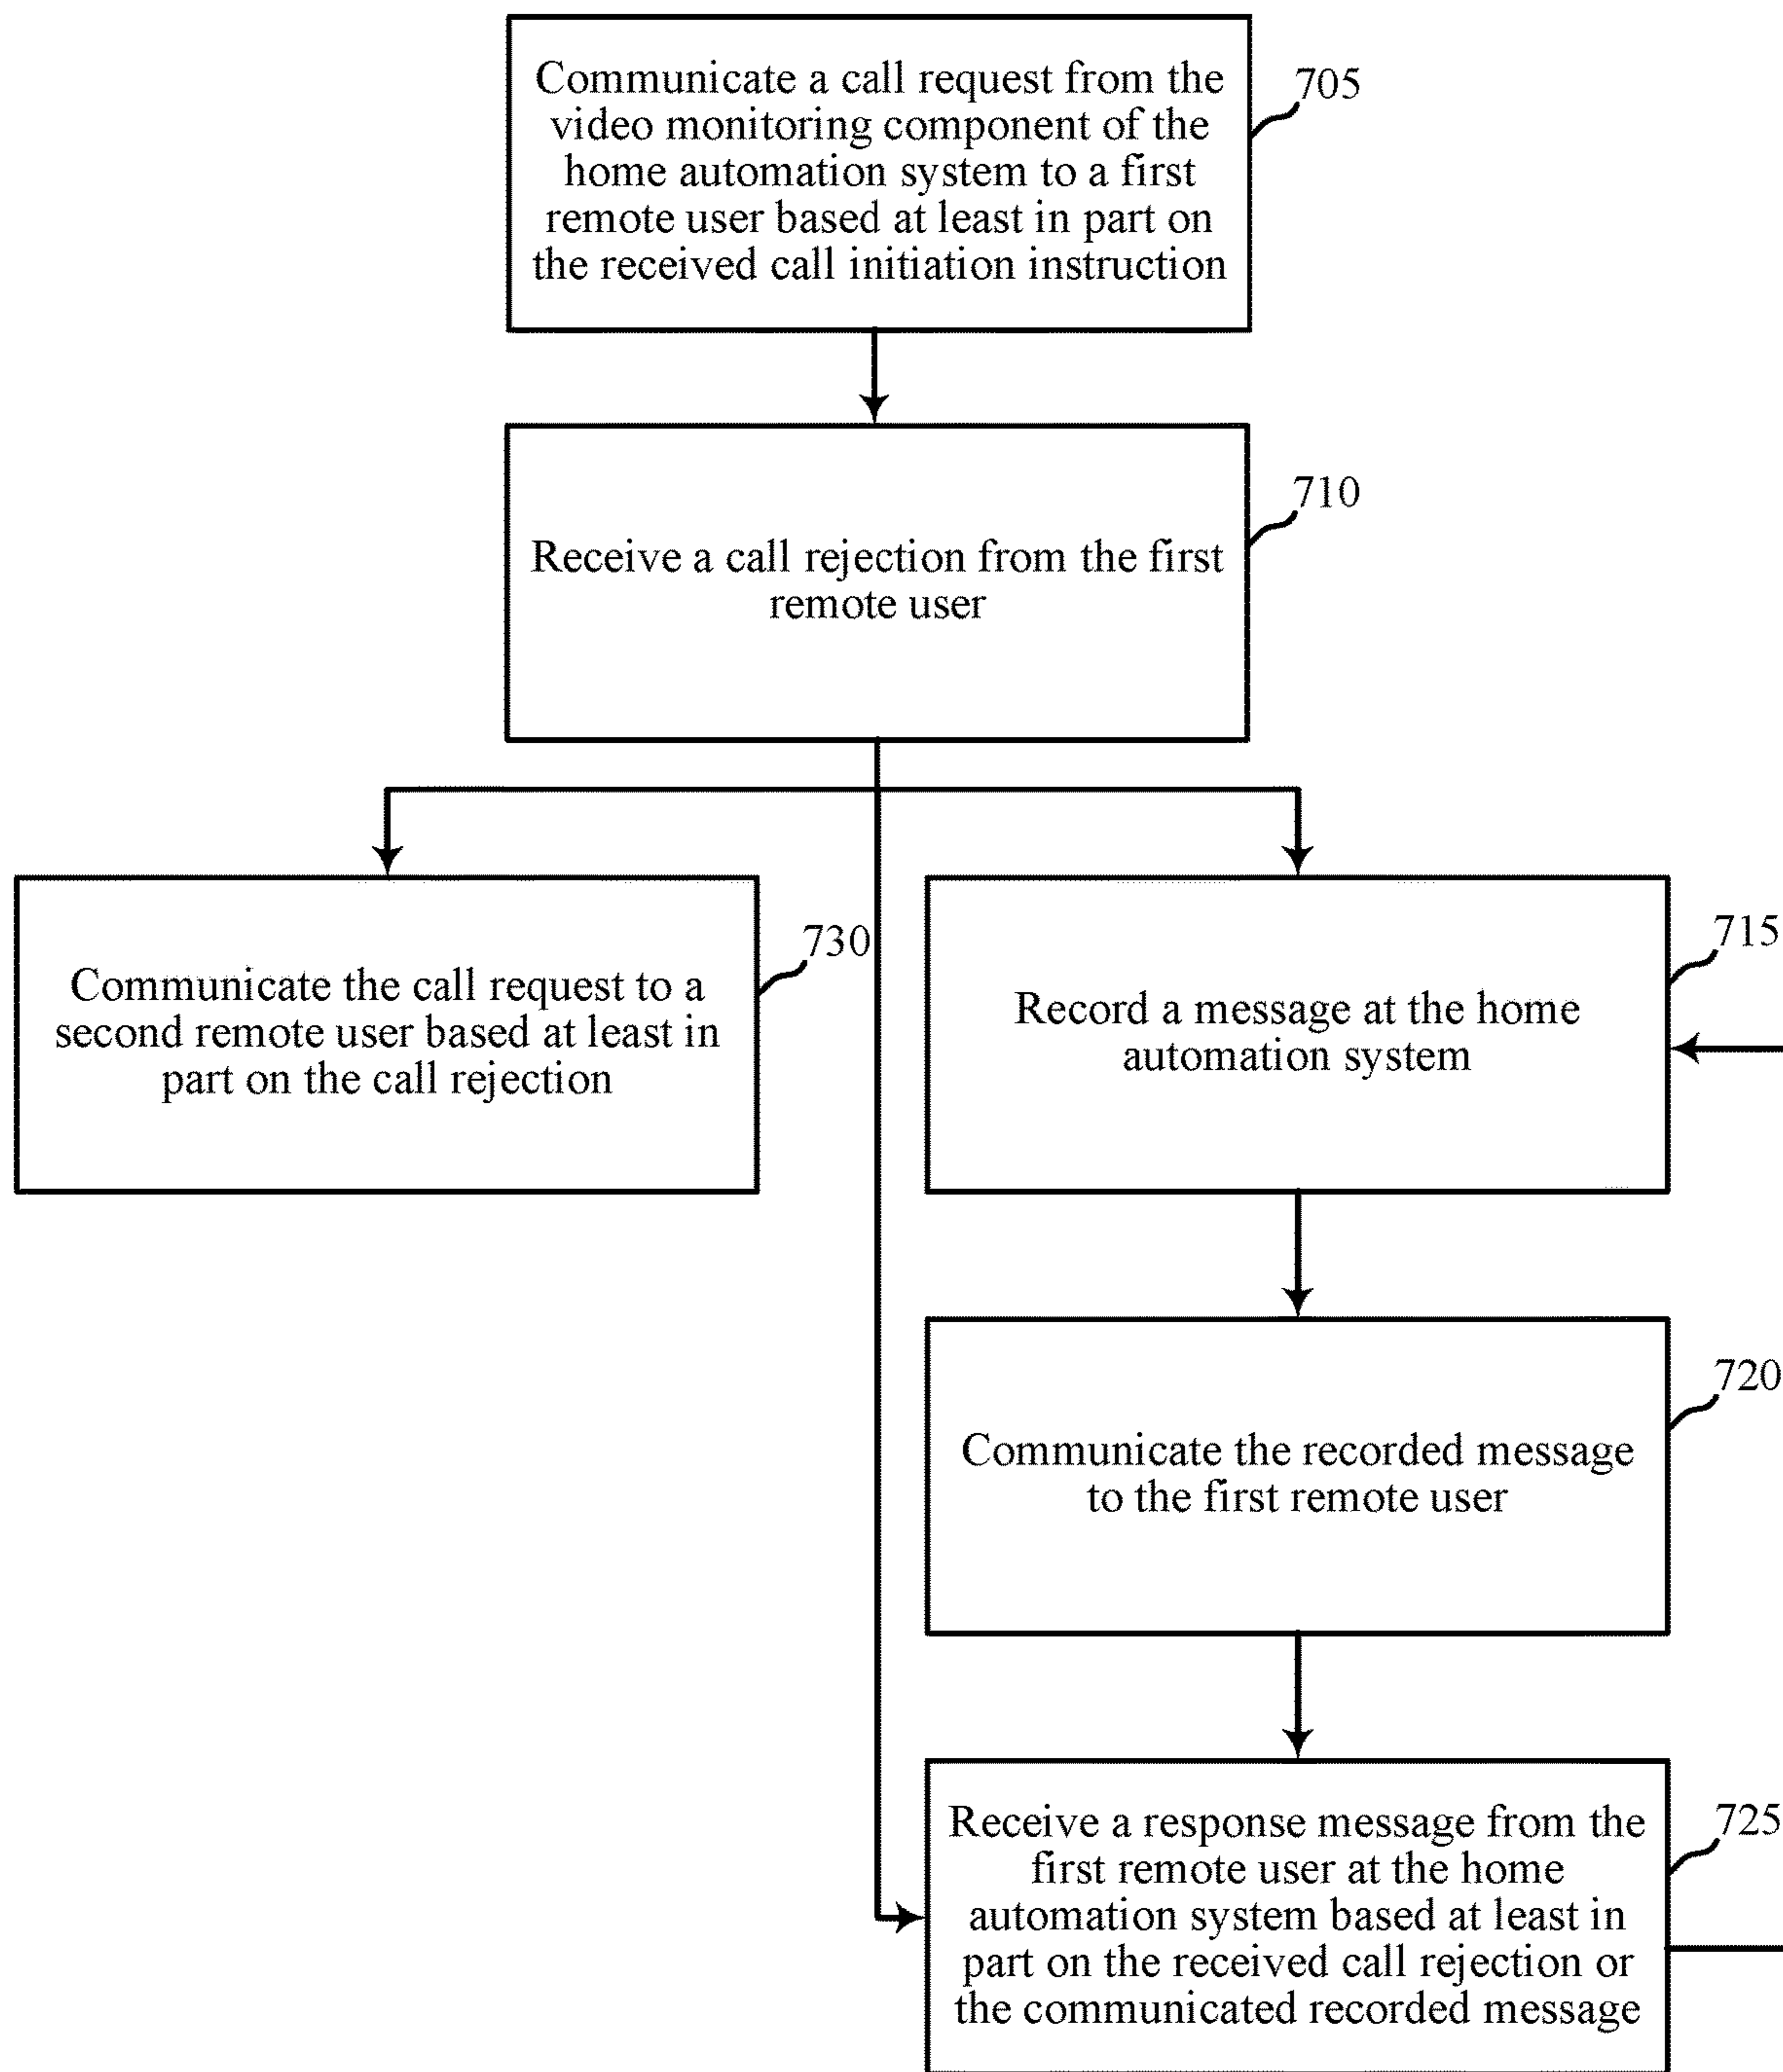 Communicate a call request from the
video monitoring component of the
home automation system to a first
remote user based at least in part on
the received call initiation instruction
705
Receive a call rejection from the first
remote user
710
Communicate the call request to a
second remote user based at least in
part on the call rejection
730
Record a message at the home
automation system
715
Communicate the recorded message
to the first remote user
720
Receive a response message from the
first remote user at the home
automation system based at least in
part on the received call rejection or
the communicated recorded message
725